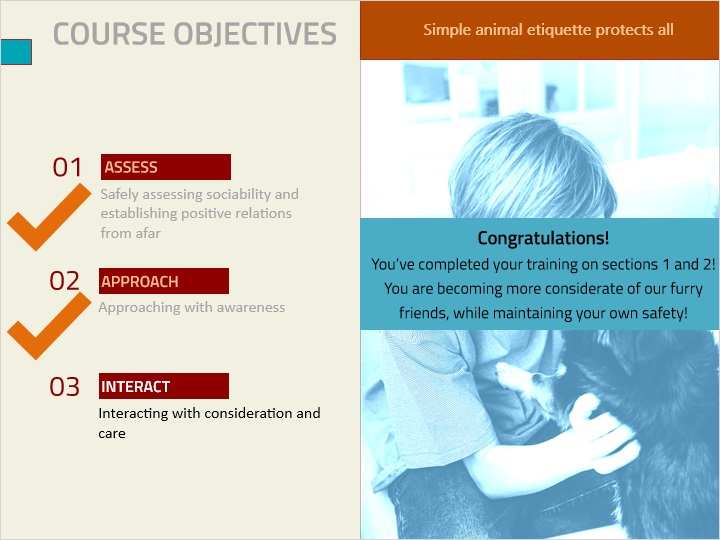 COURSE OBJECTIVES
01
ASSESS
Safely assessing sociability and
establishing positive relations
from afar
02
APPROACH
Approaching with awareness
03
INTERACT
Interacting with consideration and
care
Simple animal etiquette protects all
Congratulations!
You’ve completed your training on sections 1 and 2!
You are becoming more considerate of our furry
friends, while maintaining your own safety!